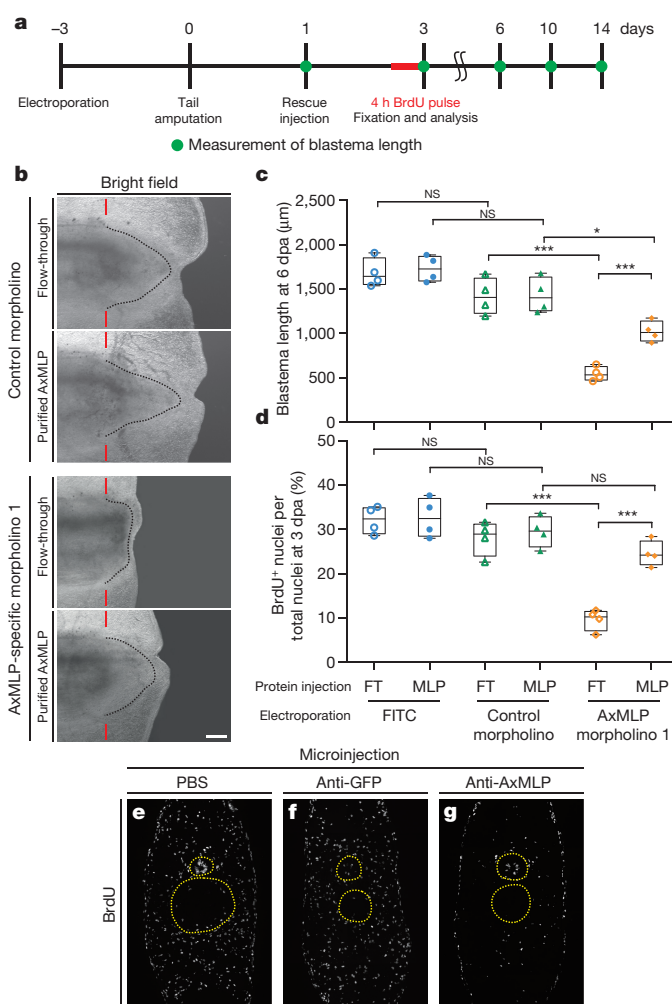 a
−3 0 1 3 6 10 14 days
Electroporation
Tail
amputation
Rescue
injection
4 h BrdU pulse
Fixation and analysis
Measurement of blastema length
b
Bright field
Control morpholino
Flow-through
Purified AxMLP
AxMLP-specific morpholino 1
Flow-through
Purified AxMLP
c
Blastema length at 6 dpa (μm)
2,500
2,000
1,500
1,000
500
0
NS
NS
*
***
***
d
BrdU+ nuclei per
total nuclei at 3 dpa (%)
50
40
30
20
10
0
NS
NS
NS
***
***
Protein injection FT MLP FT MLP FT MLP
Electroporation FITC Control
morpholino AxMLP
morpholino 1
Microinjection
PBS Anti-GFP Anti-AxMLP
BrdU
e f g